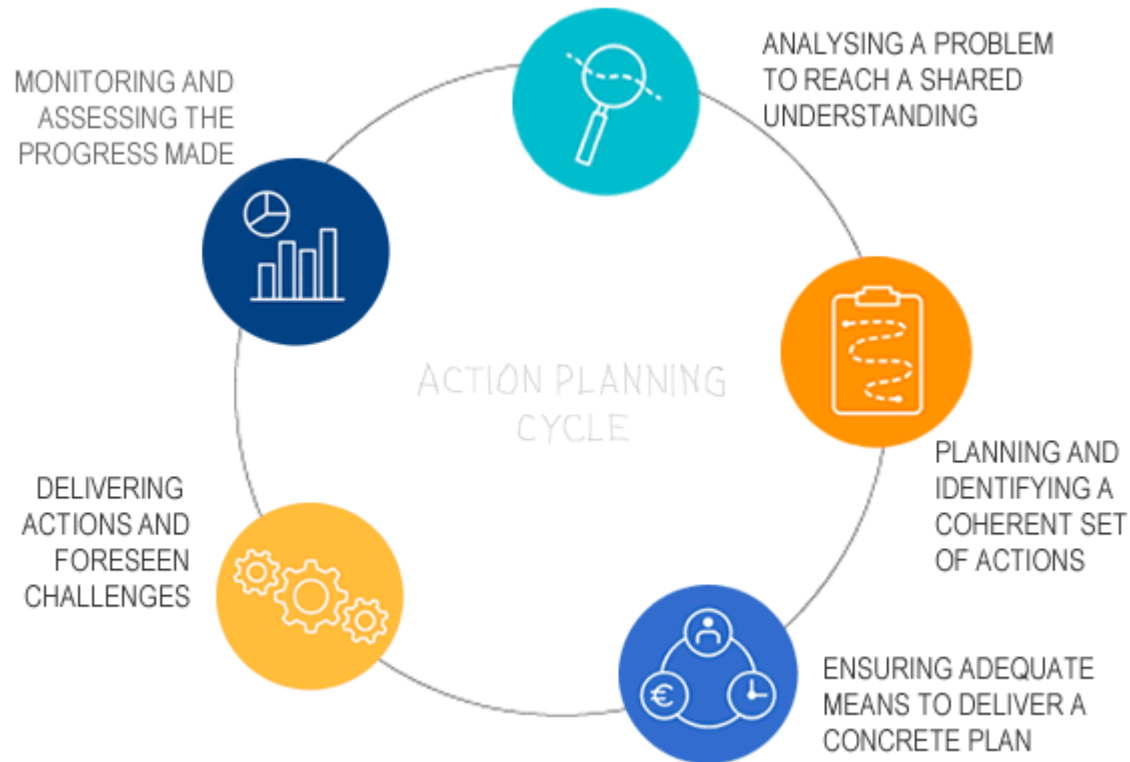 ANALYSING A PROBLEM
TO REACH A SHARED
UNDERSTANDING
MONITORING AND
ASSESSING THE
PROGRESS MADE
ACTION PLANNING
CYCLE
PLANNING AND
IDENTIFYING A
COHERENT SET
OF ACTIONS
DELIVERING
ACTIONS AND
FORESEEN
CHALLENGES
€
ENSURING ADEQUATE
MEANS TO DELIVER A
CONCRETE PLAN